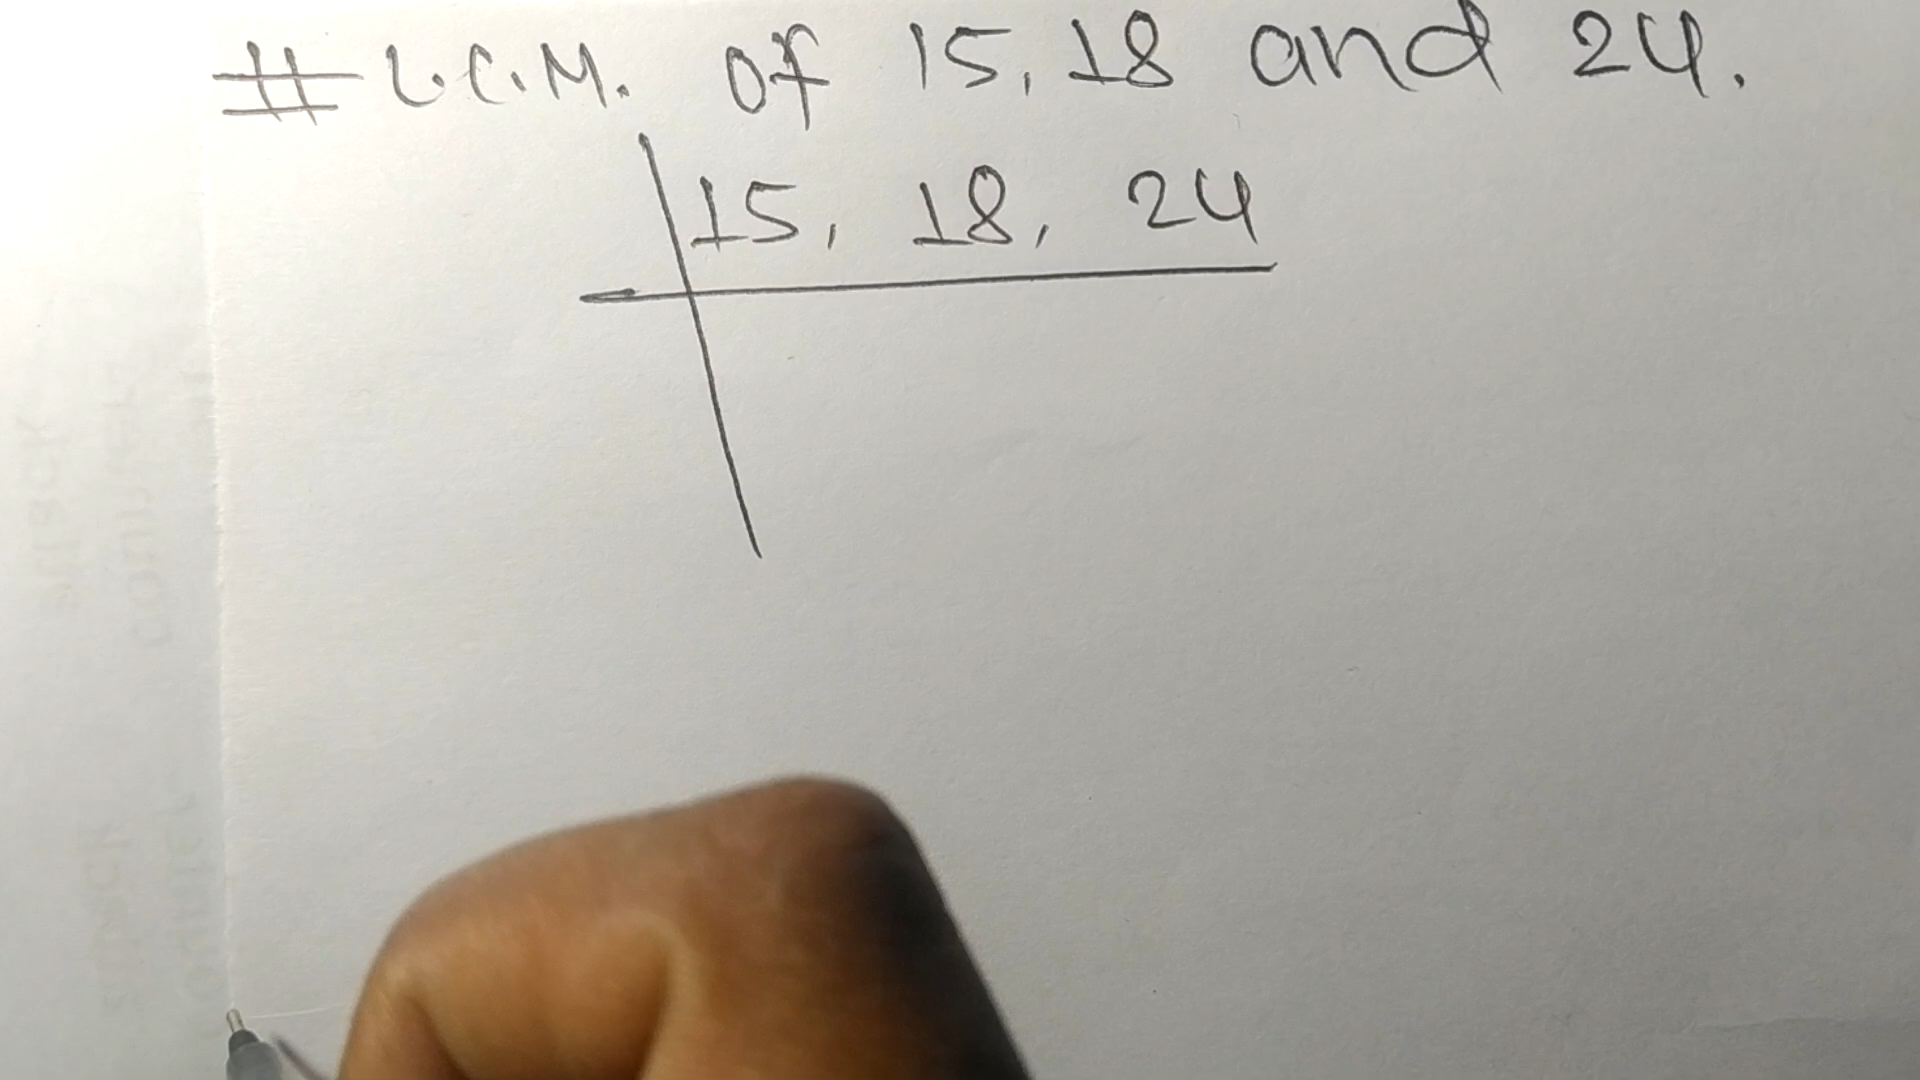 # L.C.M. of 15, 18 and 24.
15, 18, 24